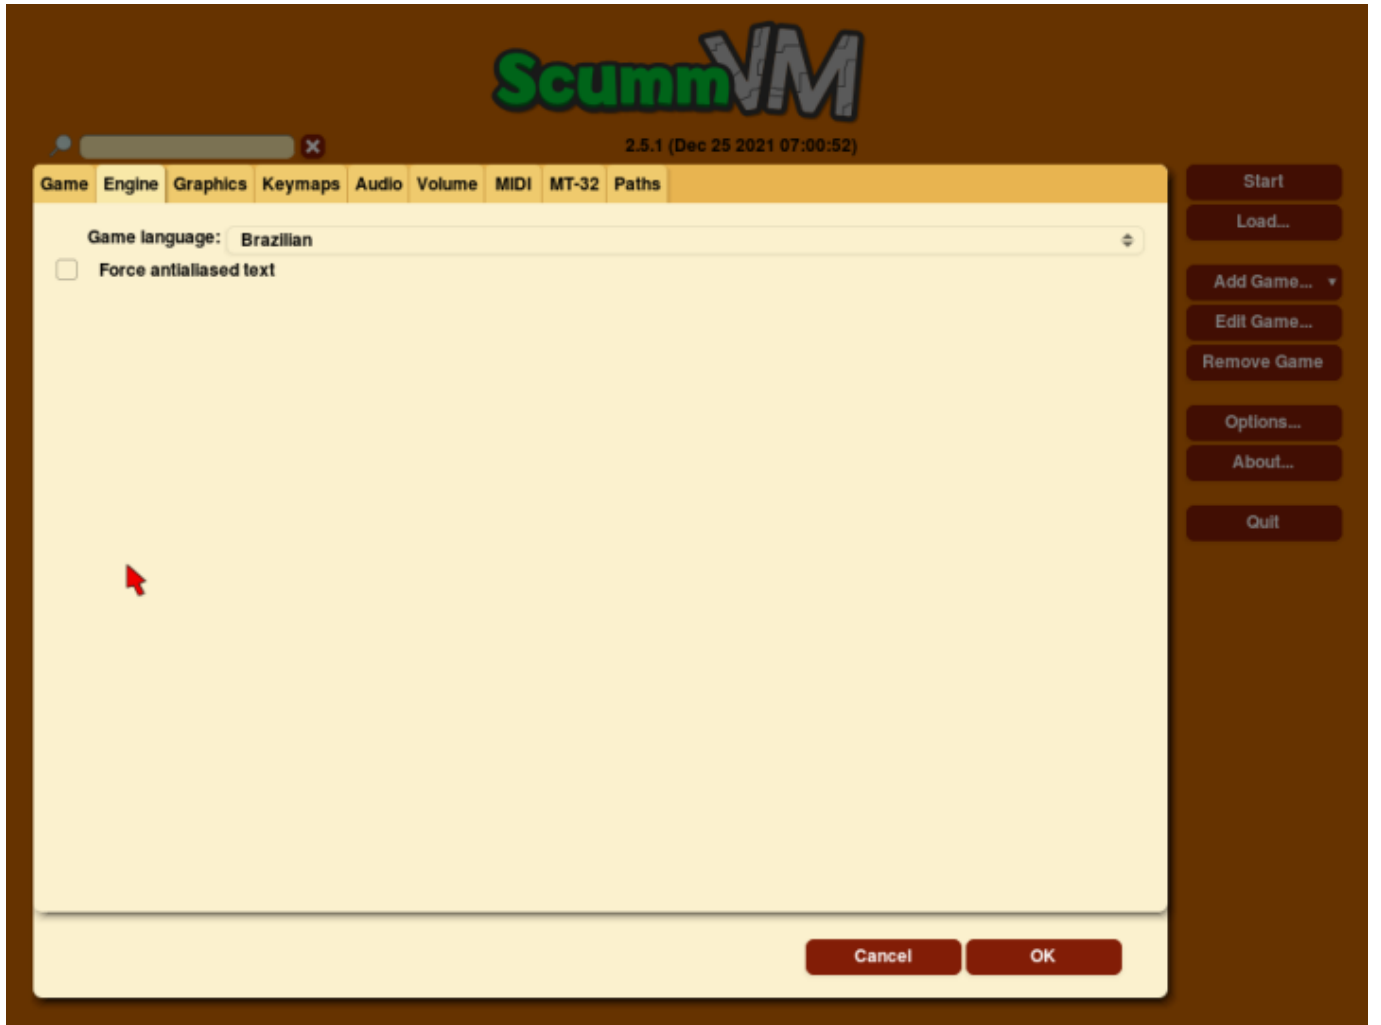 ScummVM
2.5.1 (Dec 25 2021 07:00:52)
Game Engine Graphics Keymaps Audio Volume MIDI MT-32 Paths
Game language: Brazilian
Force antialiased text
Cancel OK
Start
Load...
Add Game...
Edit Game...
Remove Game
Options...
About...
Quit